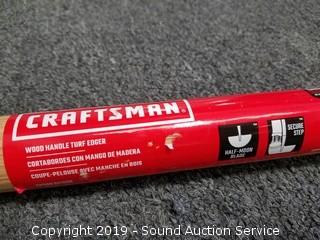 CRAFTSMAN®
WOOD HANDLE TURF EDGER
CORTABORDES CON MANGO DE MADERA
COUPE-PELOUSE AVEC MANCHE EN BOIS
HALF-MOON
BLADE
SECURE
STEP
Copyright 2019 - Sound Auction Service